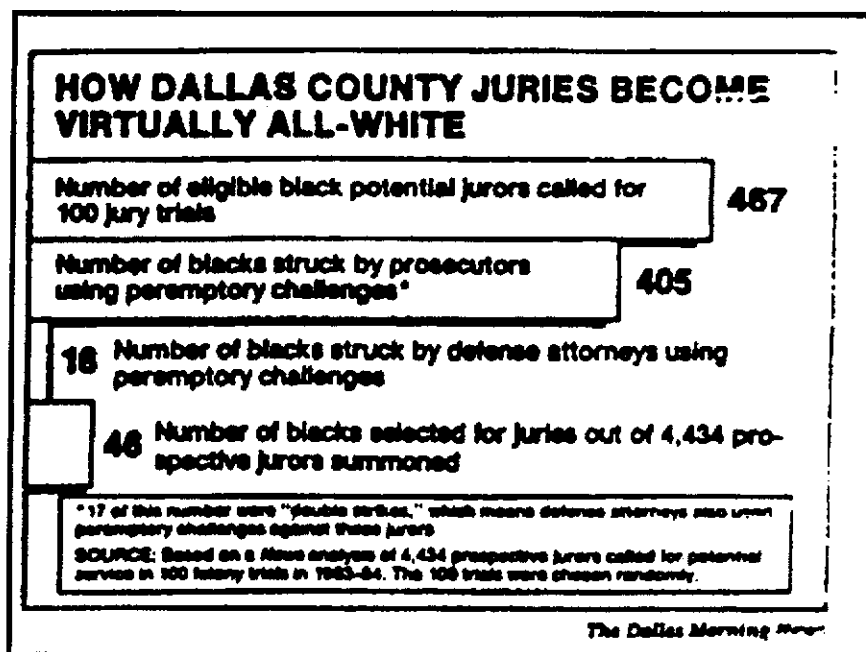 HOW DALLAS COUNTY JURIES BECOME
VIRTUALLY ALL-WHITE
Number of eligible black potential jurors called for
100 jury trials
467
Number of blacks struck by prosecutors
using peremptory challenges*
405
16 Number of blacks struck by defense attorneys using
peremptory challenges
46 Number of blacks selected for juries out of 4,434 pro-
spective jurors summoned
*17 of this number were "double strikes," which means defense attorneys also used
peremptory challenges against these jurors
SOURCE: Based on a News analysis of 4,434 prospective jurors called for potential
service in 100 felony trials in 1983-84. The 100 trials were chosen randomly.
The Dallas Morning News